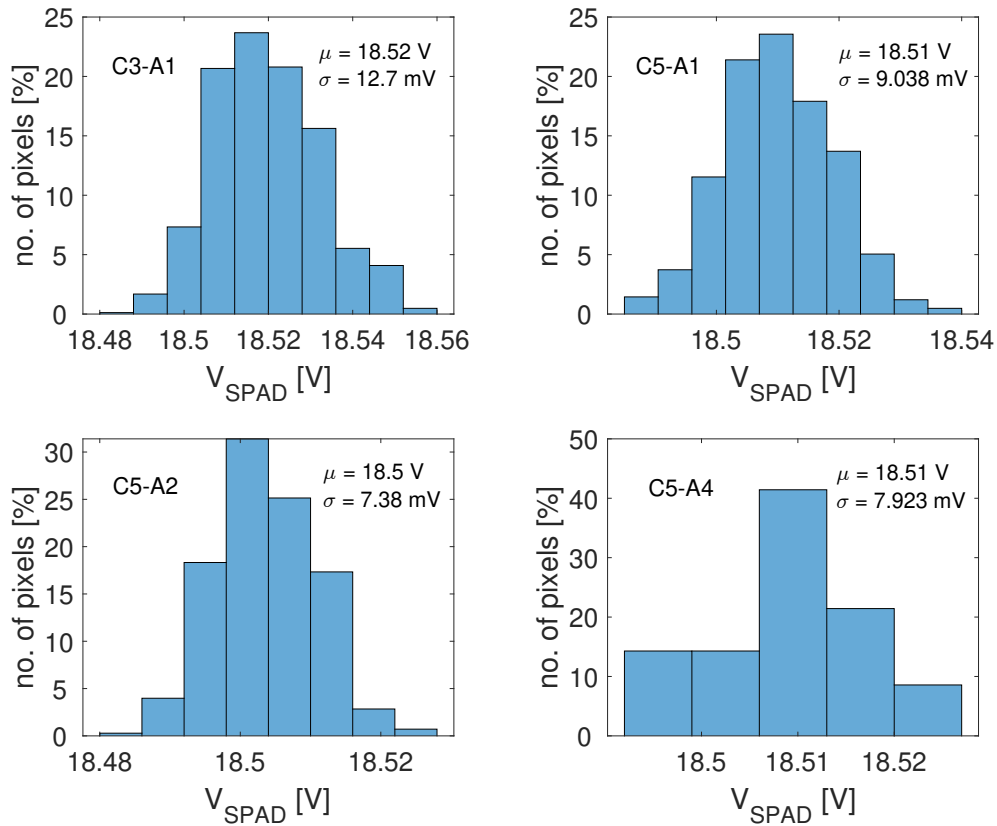 25
20
15
10
5
0
no. of pixels [%]
C3-A1
μ = 18.52 V
σ = 12.7 mV
18.48 18.5 18.52 18.54 18.56
V_SPAD [V]
25
20
15
10
5
0
no. of pixels [%]
C5-A1
μ = 18.51 V
σ = 9.038 mV
18.5 18.52 18.54
V_SPAD [V]
30
25
20
15
10
5
0
no. of pixels [%]
C5-A2
μ = 18.5 V
σ = 7.38 mV
18.48 18.5 18.52
V_SPAD [V]
50
40
30
20
10
0
no. of pixels [%]
C5-A4
μ = 18.51 V
σ = 7.923 mV
18.5 18.51 18.52
V_SPAD [V]